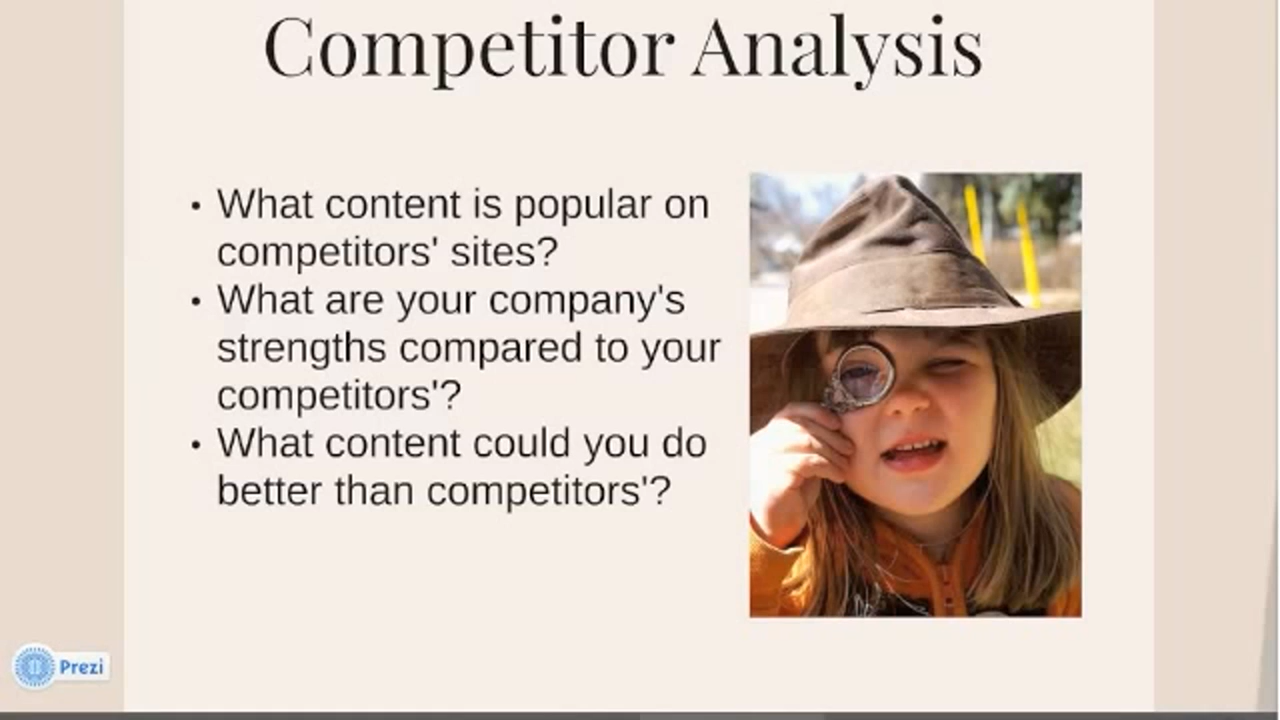 Competitor Analysis
• What content is popular on
competitors' sites?
• What are your company's
strengths compared to your
competitors'?
• What content could you do
better than competitors'?
Prezi